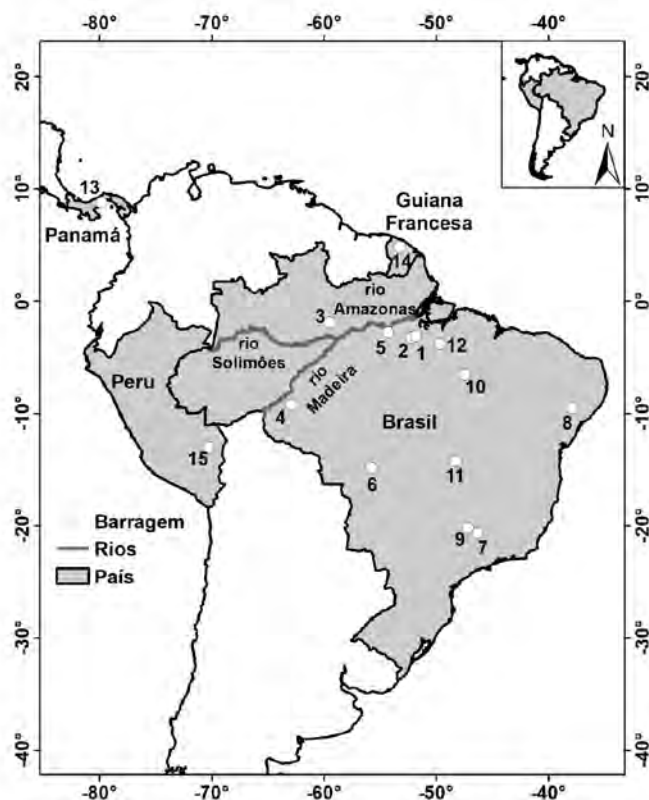 -80° -70° -60° -50° -40°
20°
10°
0°
-10°
-20°
-30°
-40°
N
13
Panamá
Guiana
Francesa
14
rio
Amazonas
3
rio
Solimões
5
2
1
12
rio
Madeira
10
Peru
4
Brasil
8
15
6
11
9
7
Barragem
Rios
País
20°
10°
0°
-10°
-20°
-30°
-40°
-80° -70° -60° -50° -40°